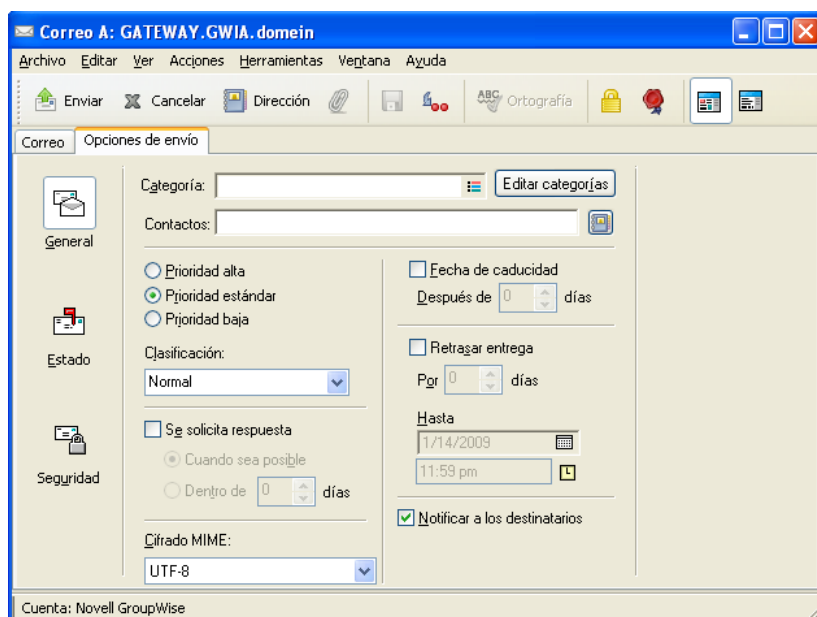 Correo A: GATEWAY.GWIA.domein
Archivo Editar Ver Acciones Herramientas Ventana Ayuda
Enviar Cancelar Dirección ABC Ortografía
Correo Opciones de envío
General
Estado
Seguridad
Categoría: Editar categorías
Contactos:
Prioridad alta
Prioridad estándar
Prioridad baja
Clasificación:
Normal
Se solicita respuesta
Cuando sea posible
Dentro de 0 días
Cifrado MIME:
UTF-8
Fecha de caducidad
Después de 0 días
Retrasar entrega
Por 0 días
Hasta
1/14/2009
11:59 pm
Notificar a los destinatarios
Cuenta: Novell GroupWise